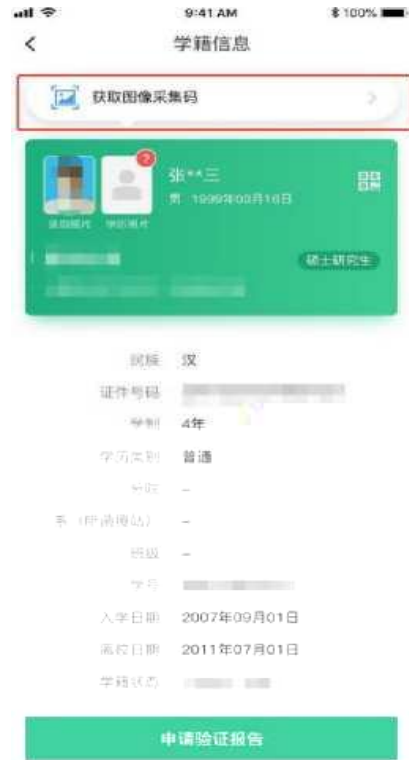 9:41 AM
100%
学籍信息
获取图像采集码
?
张**三
男 1999年03月16日
录取照片 学历照片
硕士研究生
民族 汉
证件号码
学制 4年
学历类别 普通
分院 -
系（所、函授站） -
班级 -
学号
入学日期 2007年09月01日
离校日期 2011年07月01日
学籍状态
申请验证报告